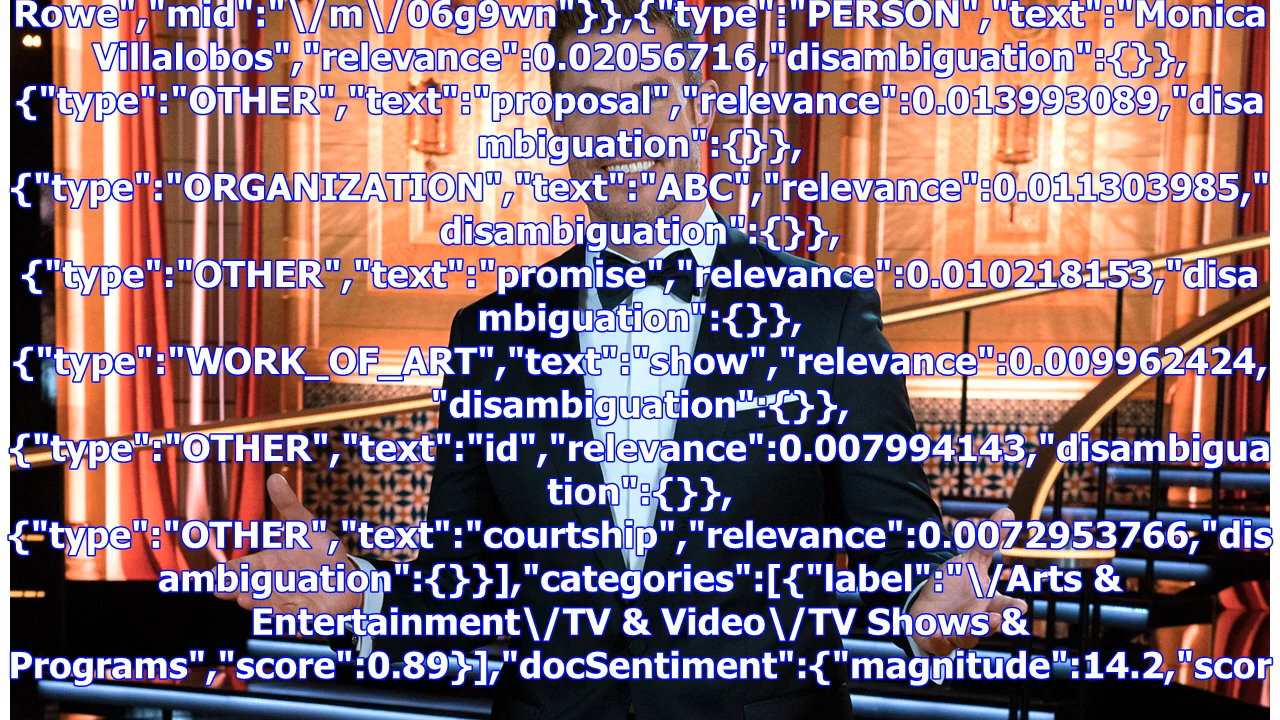 Rowe","mid":"\/m\/06g9wn"}},{"type":"PERSON","text":"Monica
Villalobos","relevance":0.02056716,"disambiguation":{}},
{"type":"OTHER","text":"proposal","relevance":0.013993089,"disa
mbiguation":{}},
{"type":"ORGANIZATION","text":"ABC","relevance":0.011303985,"
disambiguation":{}},
{"type":"OTHER","text":"promise","relevance":0.010218153,"disa
mbiguation":{}},
{"type":"WORK_OF_ART","text":"show","relevance":0.009962424,
"disambiguation":{}},
{"type":"OTHER","text":"id","relevance":0.007994143,"disambigua
tion":{}},
{"type":"OTHER","text":"courtship","relevance":0.0072953766,"dis
ambiguation":{}}],"categories":[{"label":"\/Arts &
Entertainment\/TV & Video\/TV Shows &
Programs","score":0.89}],"docSentiment":{"magnitude":14.2,"scor